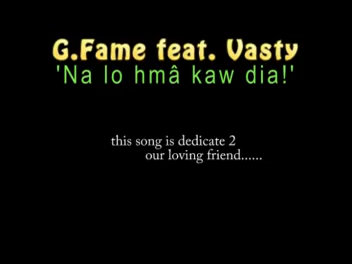 G.Fame feat. Vasty
'Na lo hmâ kaw dia!'
this song is dedicate 2
our loving friend......